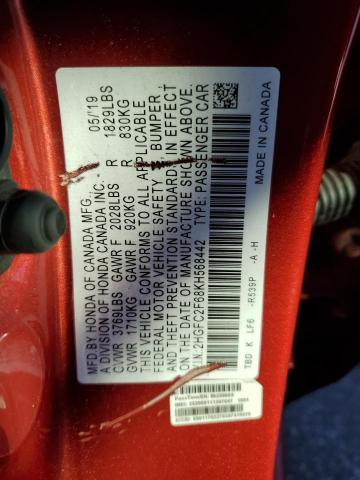 MFD. BY HONDA OF CANADA MFG. 05/'19
A DIVISION OF HONDA CANADA INC.
GVWR 3769LBS GAWR F 2028LBS R 1829LBS
GVWR 1710KG GAWR F 920KG R 830KG
THIS VEHICLE CONFORMS TO ALL APPLICABLE
FEDERAL MOTOR VEHICLE SAFETY, BUMPER,
AND THEFT PREVENTION STANDARDS IN EFFECT
ON THE DATE OF MANUFACTURE SHOWN ABOVE.
V.I.N.: 2HGFC2F68KH568442 TYPE: PASSENGER CAR
MADE IN CANADA
TBD K LF6 -R539P -A -H